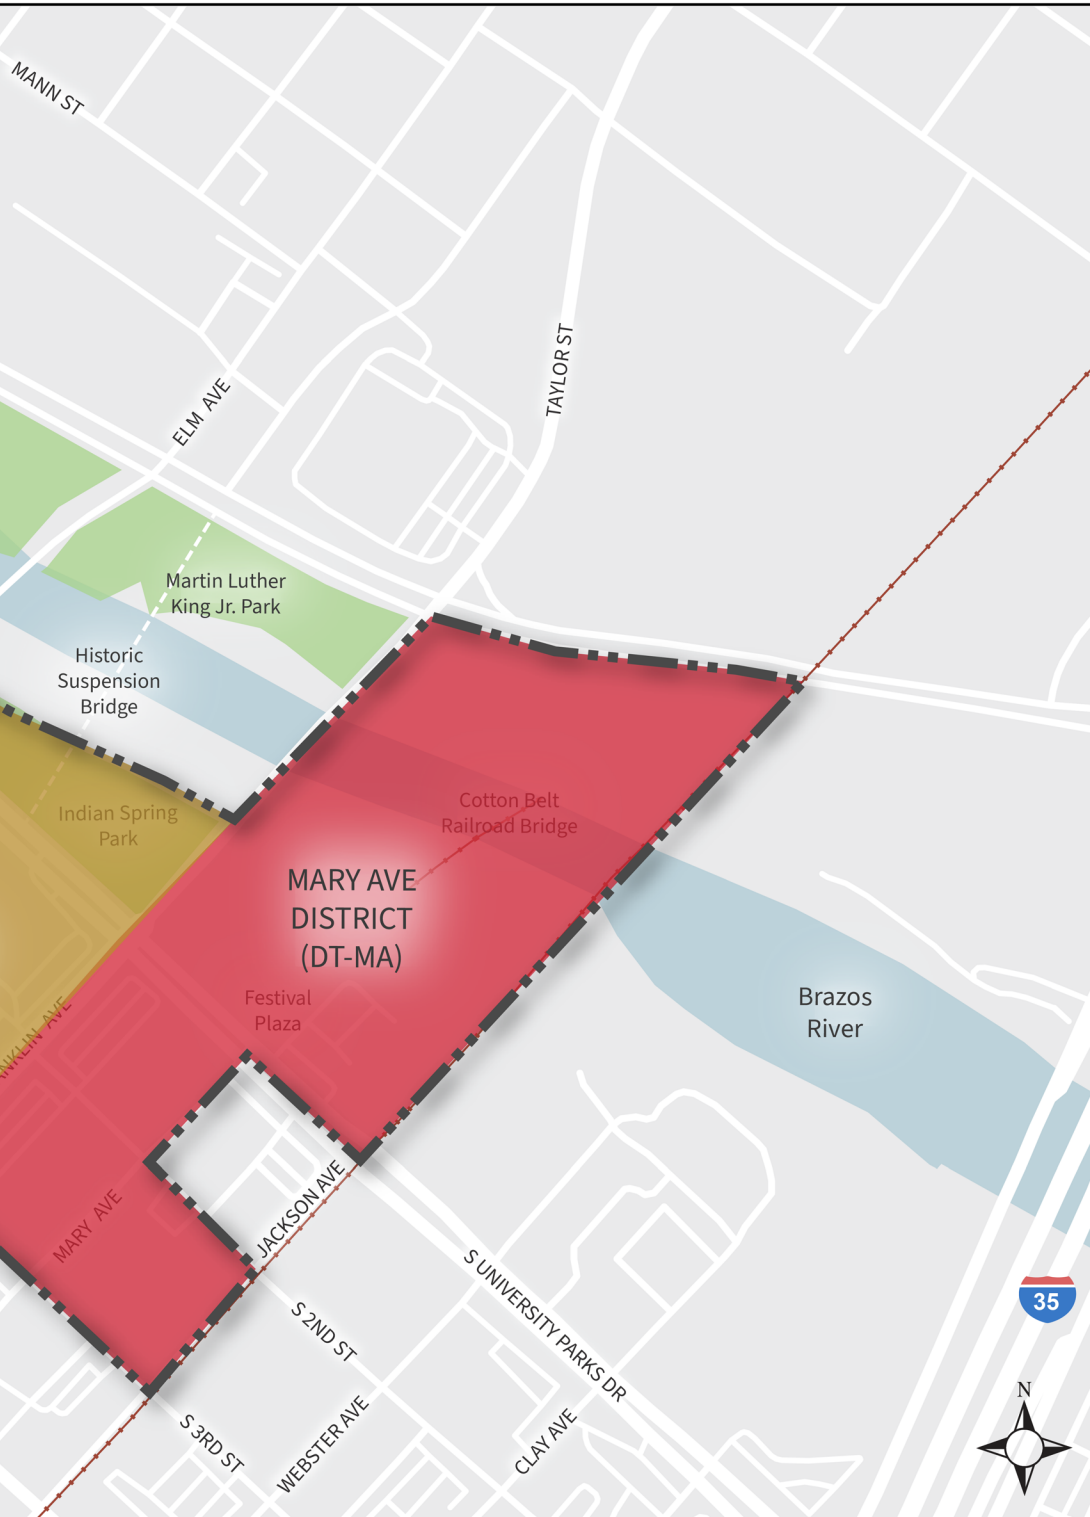 MANN ST
ELM AVE
TAYLOR ST
Martin Luther
King Jr. Park
Historic
Suspension
Bridge
Indian Spring
Park
Cotton Belt
Railroad Bridge
MARY AVE
DISTRICT
(DT-MA)
Festival
Plaza
Brazos
River
NKLIN AVE
MARY AVE
JACKSON AVE
S UNIVERSITY PARKS DR
S 2ND ST
S 3RD ST
WEBSTER AVE
CLAY AVE
35
N